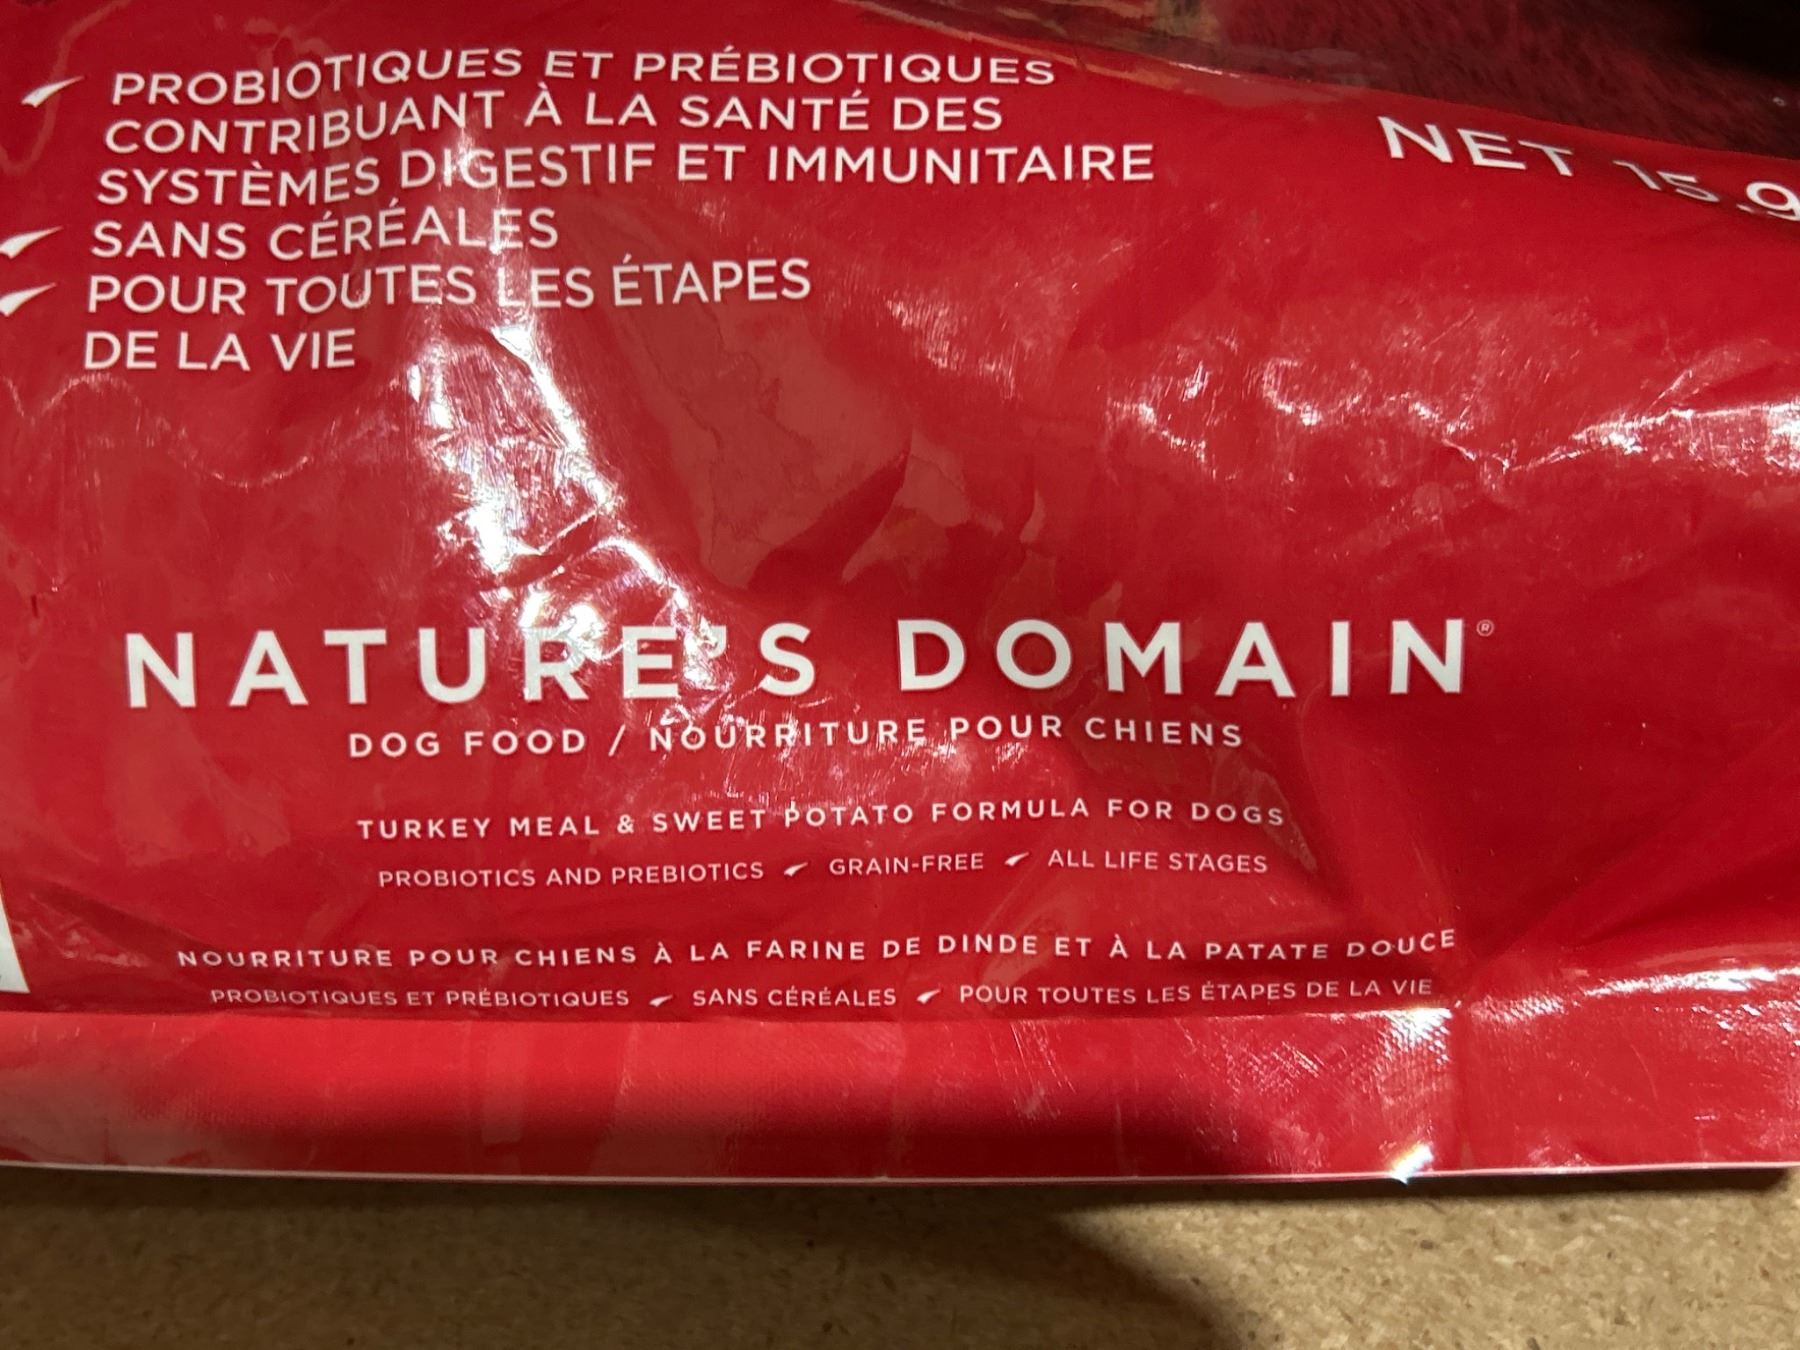 PROBIOTIQUES ET PRÉBIOTIQUES
CONTRIBUANT À LA SANTÉ DES
SYSTÈMES DIGESTIF ET IMMUNITAIRE
SANS CÉRÉALES
POUR TOUTES LES ÉTAPES
DE LA VIE
NET 15.9
NATURE'S DOMAIN®
DOG FOOD / NOURRITURE POUR CHIENS
TURKEY MEAL & SWEET POTATO FORMULA FOR DOGS
PROBIOTICS AND PREBIOTICS GRAIN-FREE ALL LIFE STAGES
NOURRITURE POUR CHIENS À LA FARINE DE DINDE ET À LA PATATE DOUCE
PROBIOTIQUES ET PRÉBIOTIQUES SANS CÉRÉALES POUR TOUTES LES ÉTAPES DE LA VIE